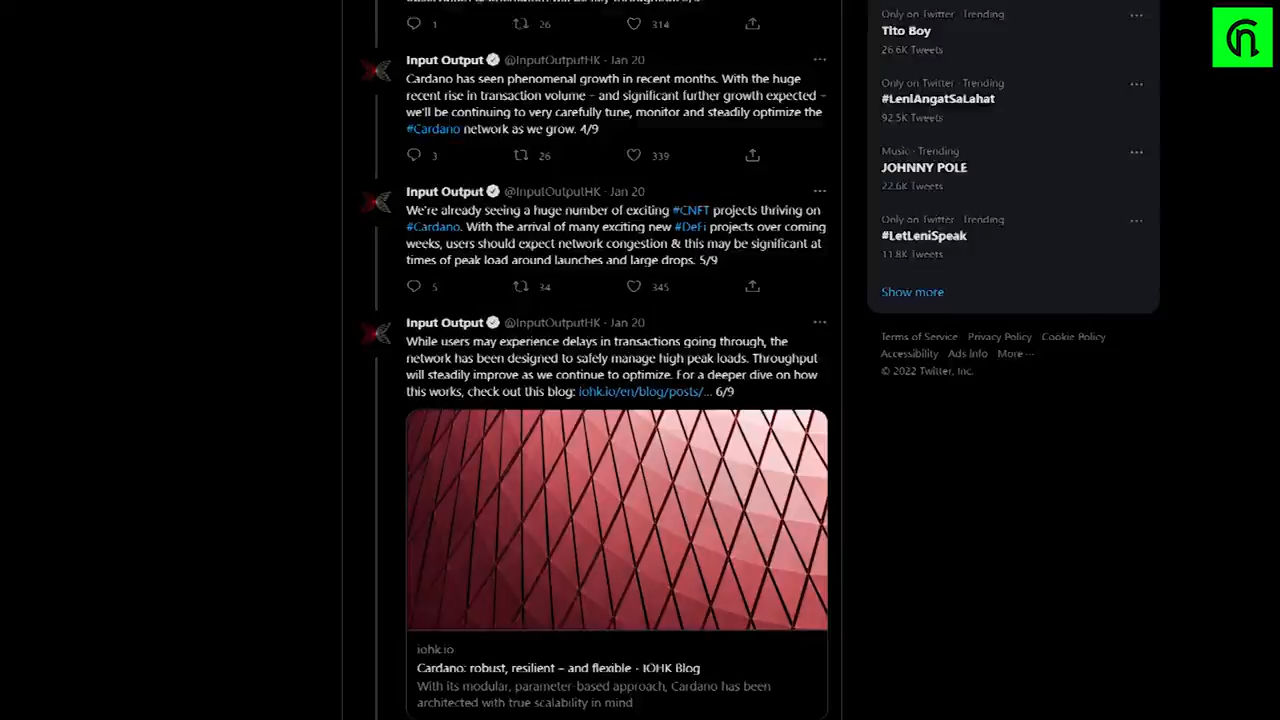 1 26 314
Input Output @InputOutputHK · Jan 20
Cardano has seen phenomenal growth in recent months. With the huge
recent rise in transaction volume – and significant further growth expected –
we'll be continuing to very carefully tune, monitor and steadily optimize the
#Cardano network as we grow. 4/9
3 26 339
Input Output @InputOutputHK · Jan 20
We're already seeing a huge number of exciting #CNFT projects thriving on
#Cardano. With the arrival of many exciting new #DeFi projects over coming
weeks, users should expect network congestion & this may be significant at
times of peak load around launches and large drops. 5/9
5 34 345
Input Output @InputOutputHK · Jan 20
While users may experience delays in transactions going through, the
network has been designed to safely manage high peak loads. Throughput
will steadily improve as we continue to optimize. For a deeper dive on how
this works, check out this blog: iohk.io/en/blog/posts/... 6/9
iohk.io
Cardano: robust, resilient – and flexible - IOHK Blog
With its modular, parameter-based approach, Cardano has been
architected with true scalability in mind
Only on Twitter · Trending
Tito Boy
26.6K Tweets
Only on Twitter · Trending
#LeniAngatSaLahat
92.5K Tweets
Music · Trending
JOHNNY POLE
22.6K Tweets
Only on Twitter · Trending
#LetLeniSpeak
11.8K Tweets
Show more
Terms of Service Privacy Policy Cookie Policy
Accessibility Ads info More ···
© 2022 Twitter, Inc.